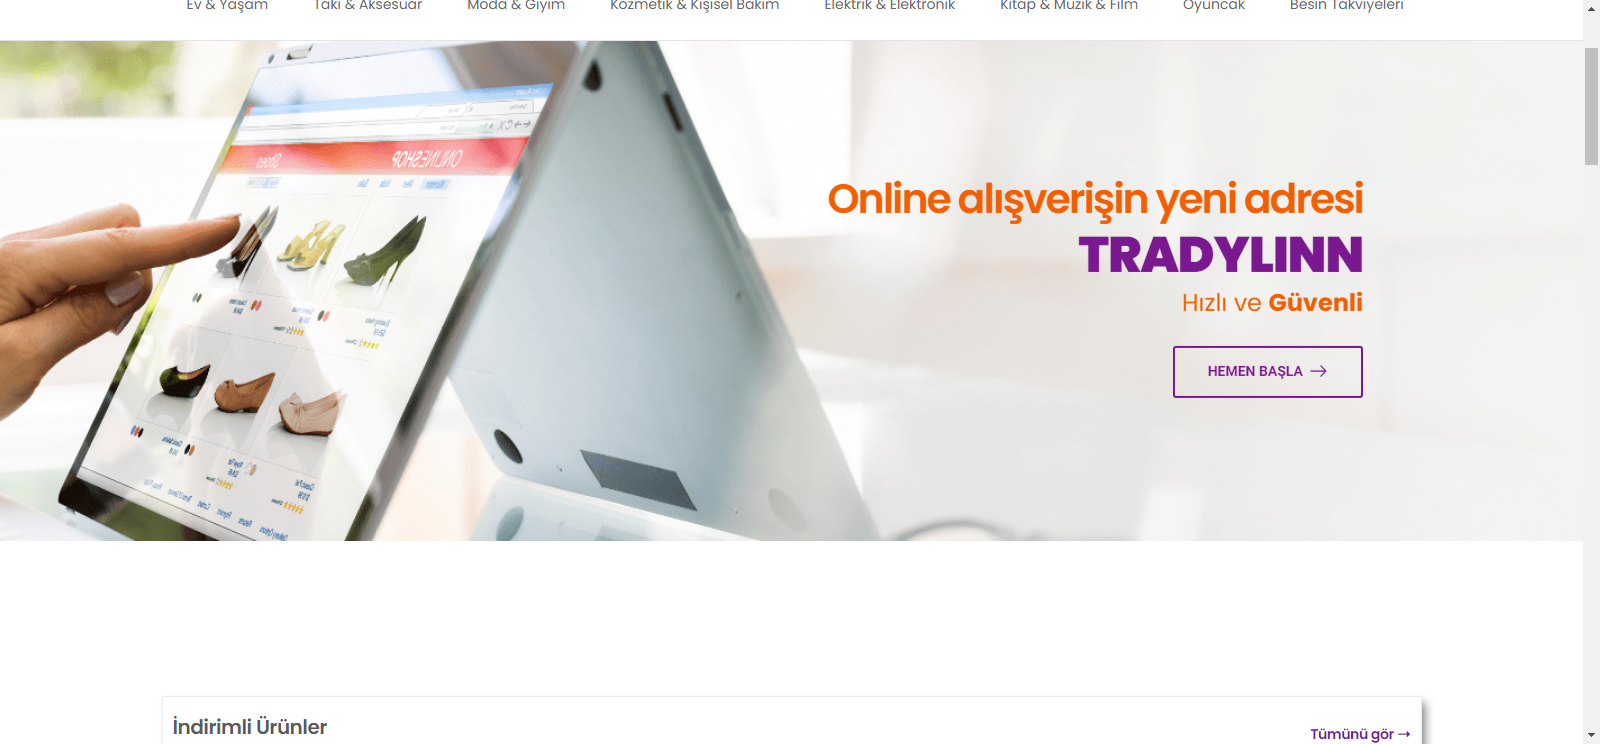 Ev & Yaşam Takı & Aksesuar Moda & Giyim Kozmetik & Kişisel Bakım Elektrik & Elektronik Kitap & Müzik & Film Oyuncak Besin Takviyeleri
ONLINESHOP
Shoes
Online alışverişin yeni adresi
TRADYLINN
Hızlı ve Güvenli
HEMEN BAŞLA →
İndirimli Ürünler
Tümünü gör →